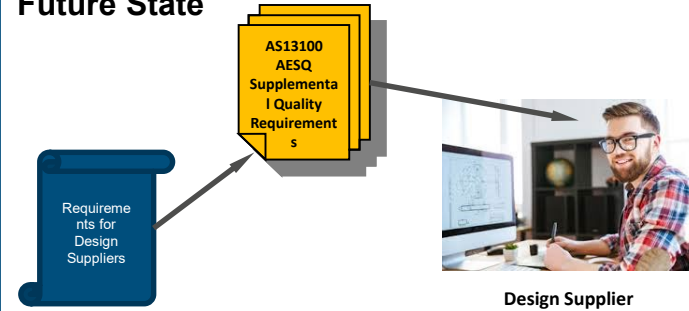 Future State
AS13100
AESQ
Supplementa
l Quality
Requirement
s
Requireme
nts for
Design
Suppliers
Design Supplier